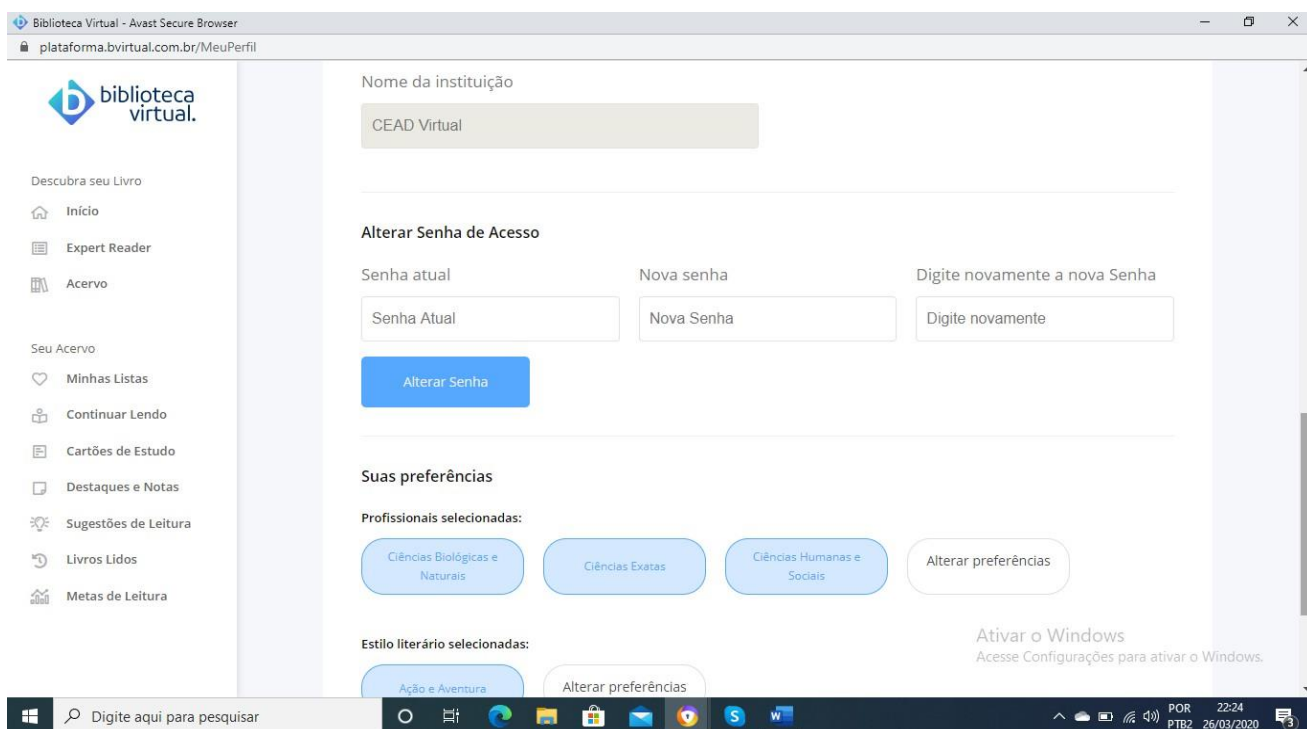 Biblioteca Virtual - Avast Secure Browser
plataforma.bvirtual.com.br/MeuPerfil
biblioteca
virtual.
Descubra seu Livro
Início
Expert Reader
Acervo
Seu Acervo
Minhas Listas
Continuar Lendo
Cartões de Estudo
Destaques e Notas
Sugestões de Leitura
Livros Lidos
Metas de Leitura
Nome da instituição
CEAD Virtual
Alterar Senha de Acesso
Senha atual
Nova senha
Digite novamente a nova Senha
Senha Atual
Nova Senha
Digite novamente
Alterar Senha
Suas preferências
Profissionais selecionadas:
Ciências Biológicas e
Naturais
Ciências Exatas
Ciências Humanas e
Sociais
Alterar preferências
Estilo literário selecionadas:
Ação e Aventura
Alterar preferências
Ativar o Windows
Acesse Configurações para ativar o Windows.
Digite aqui para pesquisar
S
W
POR
PTB2
22:24
26/03/2020
3